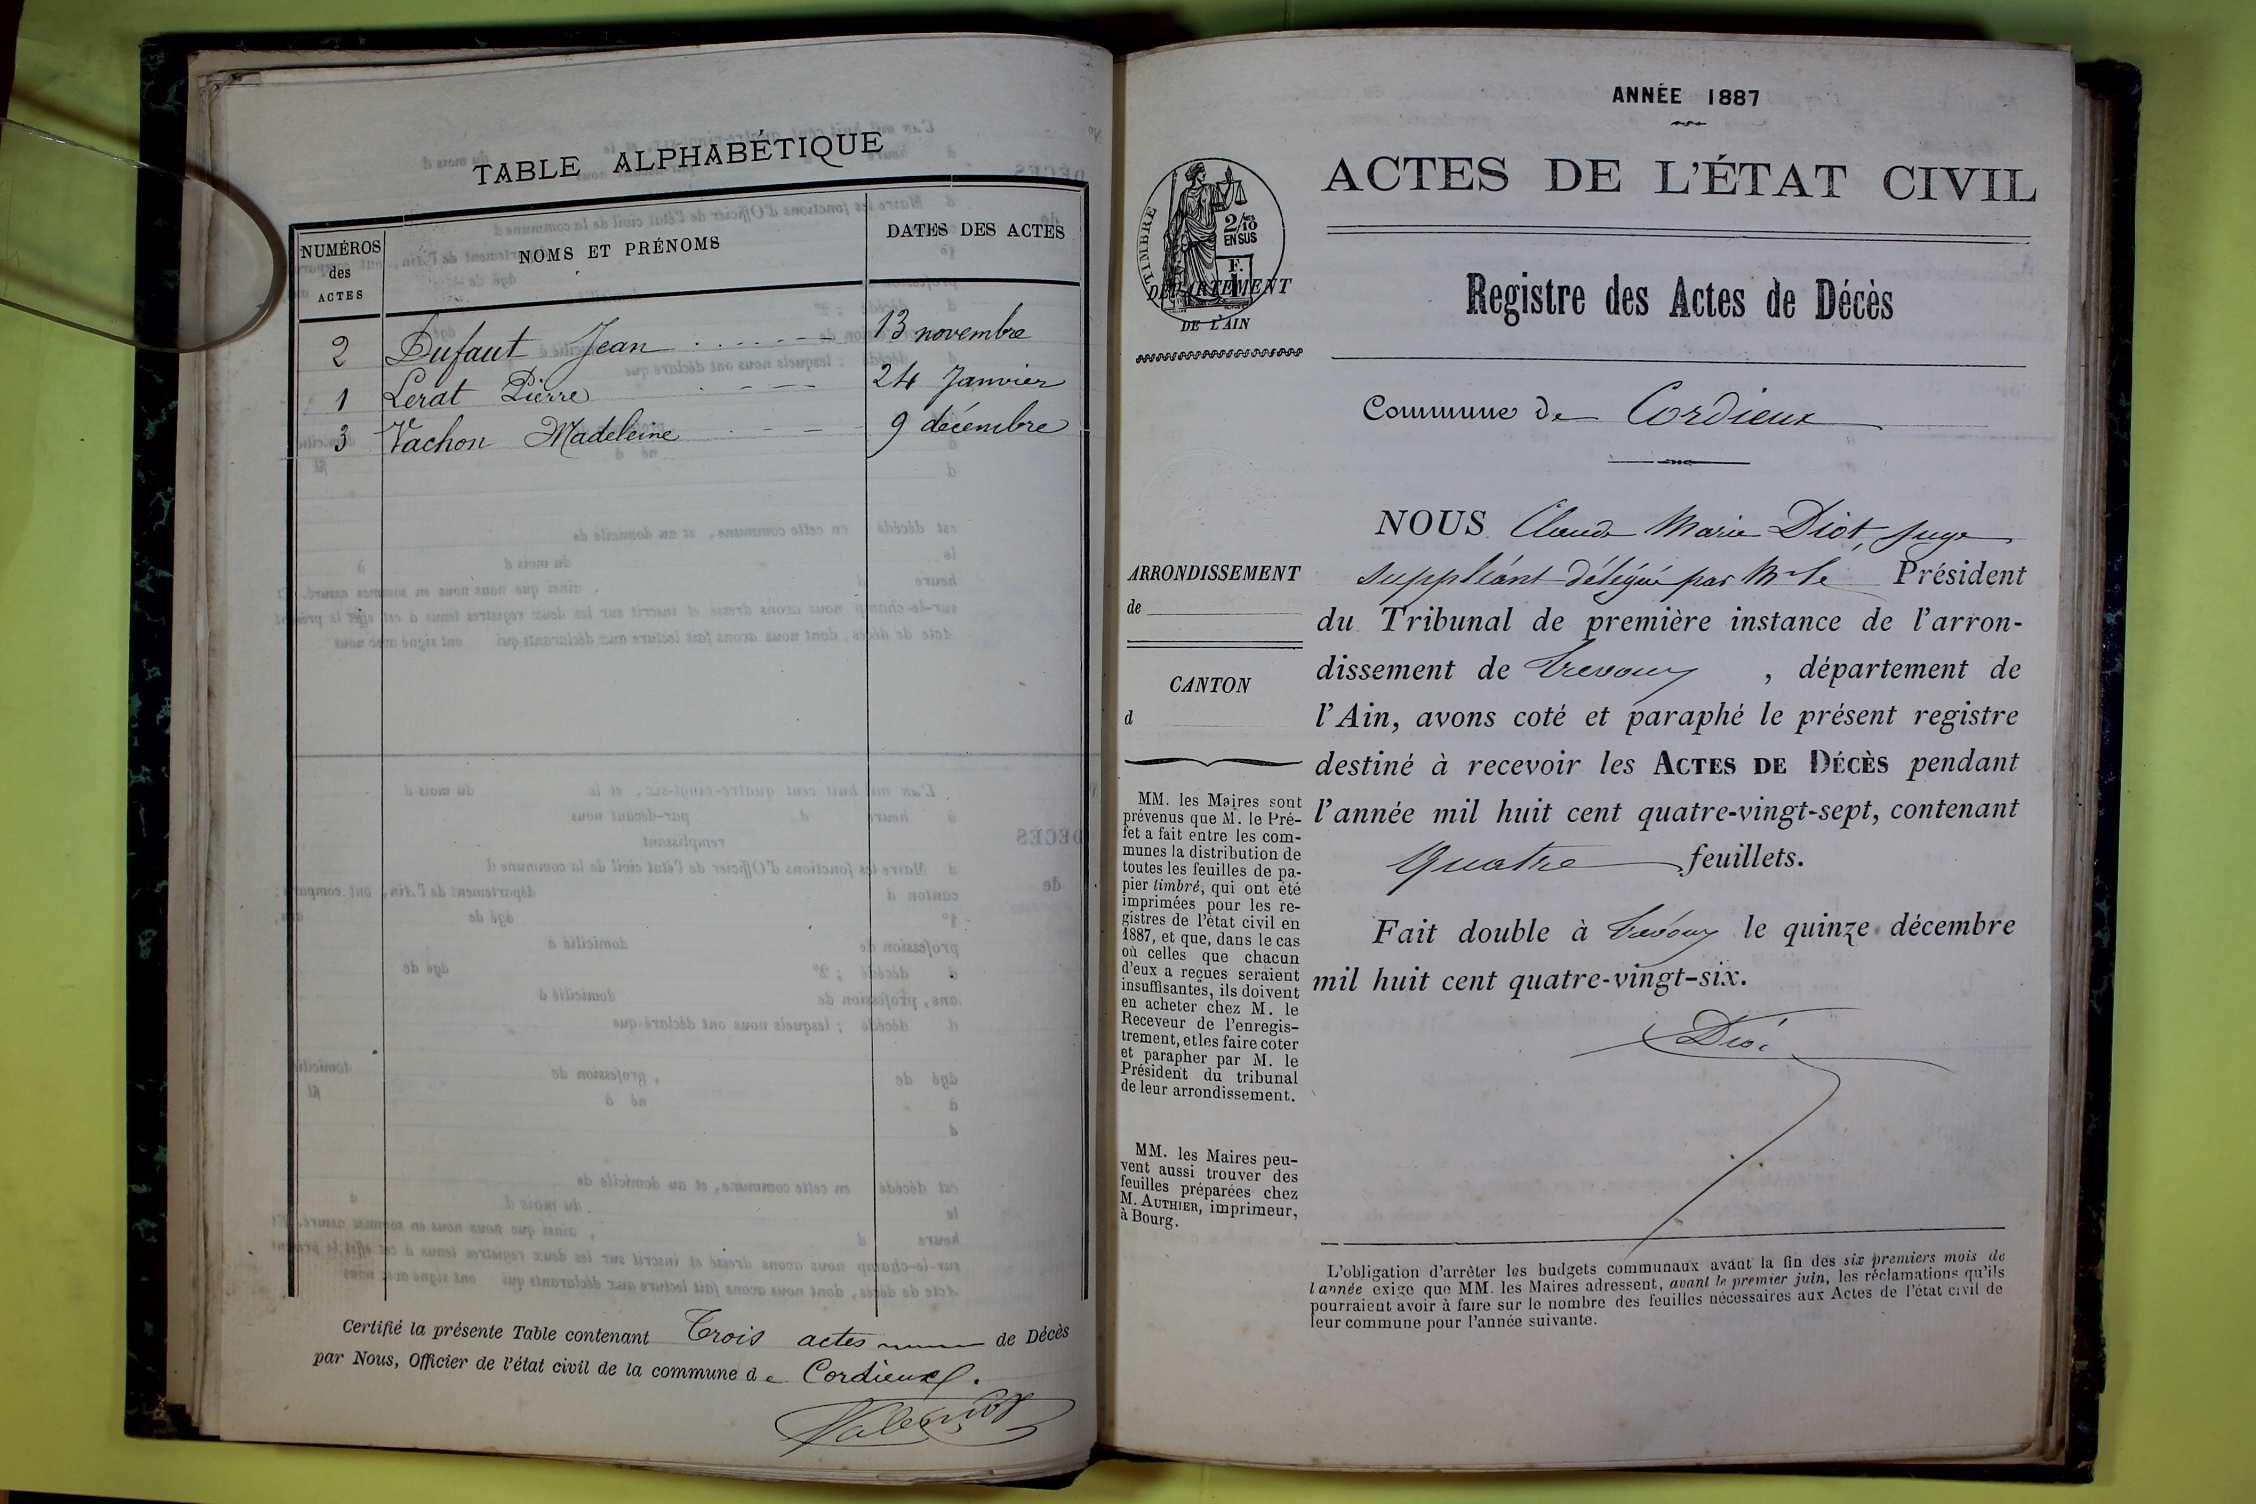 TABLE ALPHABÉTIQUE
NUMÉROS
des
ACTES
NOMS ET PRÉNOMS
DATES DES ACTES
2 Dufaut Jean 13 novembre
1 Lerat Pierre 24 Janvier
3 Vachon Madeleine 9 décembre
Certifié la présente Table contenant Trois actes de Décès
par Nous, Officier de l'état civil de la commune de Cordieux.
ANNÉE 1887
ACTES DE L'ÉTAT CIVIL
TIMBRE
2/10
EN SUS
F.
1
DÉPARTEMENT
DE L'AIN
Registre des Actes de Décès
Commune de Cordieux
ARRONDISSEMENT
de
CANTON
d
MM. les Maires sont
prévenus que M. le Pré-
fet a fait entre les com-
munes la distribution de
toutes les feuilles de pa-
pier timbré, qui ont été
imprimées pour les re-
gistres de l'état civil en
1887, et que, dans le cas
où celles que chacun
d'eux a reçues seraient
insuffisantes, ils doivent
en acheter chez M. le
Receveur de l'enregis-
trement, et les faire coter
et parapher par M. le
Président du tribunal
de leur arrondissement.
MM. les Maires peu-
vent aussi trouver des
feuilles préparées chez
M. AUTHIER, imprimeur,
à Bourg.
NOUS Claude Marie Diot, juge
suppléant délégué par Mr le Président
du Tribunal de première instance de l'arron-
dissement de Trevoux, département de
l'Ain, avons coté et paraphé le présent registre
destiné à recevoir les ACTES DE DÉCÈS pendant
l'année mil huit cent quatre-vingt-sept, contenant
Quatre feuillets.
Fait double à Trévoux le quinze décembre
mil huit cent quatre-vingt-six.
Diot
L'obligation d'arrêter les budgets communaux avant la fin des six premiers mois de
l'année exige que MM. les Maires adressent, avant le premier juin, les réclamations qu'ils
pourraient avoir à faire sur le nombre des feuilles nécessaires aux Actes de l'état civil de
leur commune pour l'année suivante.